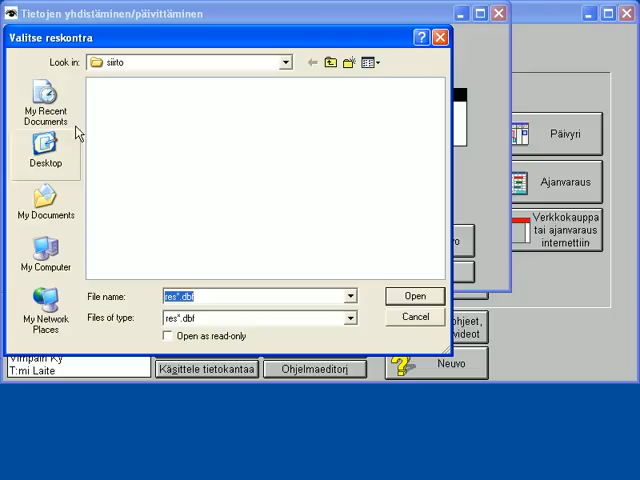 Tietojen yhdistäminen/päivittäminen
Valitse reskontra
Look in:
siirto
My Recent
Documents
Desktop
My Documents
My Computer
My Network
Places
File name:
res*.dbf
Open
Files of type:
res*.dbf
Cancel
Open as read-only
Päivyri
Ajanvaraus
Verkkokauppa
tai ajanvaraus
internettiin
vo
ohjeet,
videot
T:mi Laite
Käsittele tietokantaa
Ohjelmaeditori
Neuvo